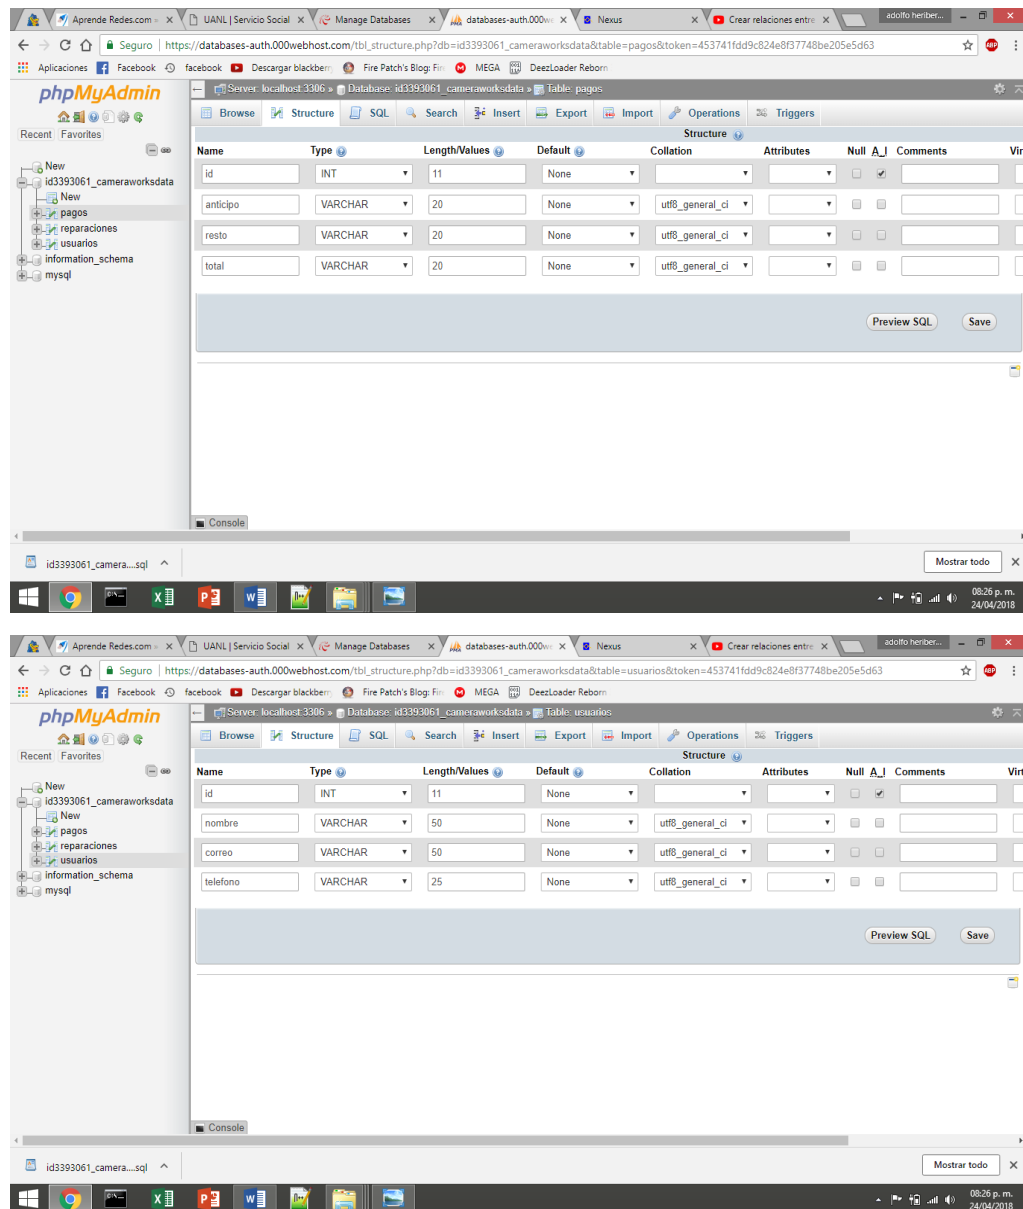 Aprende Redes.com
UANL | Servicio Social
Manage Databases
databases-auth.000w
Nexus
Crear relaciones entre
adolfo heriber...
Seguro | https://databases-auth.000webhost.com/tbl_structure.php?db=id3393061_cameraworksdata&table=pagos&token=453741fdd9c824e8f37748be205e5d63
Aplicaciones Facebook facebook Descargar blackberr Fire Patch's Blog: Fin MEGA DeezLoader Reborn
phpMyAdmin
Server: localhost:3306 » Database: id3393061_cameraworksdata » Table: pagos
Browse Structure SQL Search Insert Export Import Operations Triggers
Recent Favorites
New
id3393061_cameraworksdata
New
pagos
reparaciones
usuarios
information_schema
mysql
Structure
Name Type Length/Values Default Collation Attributes Null A_I Comments Vir
id INT 11 None
anticipo VARCHAR 20 None utf8_general_ci
resto VARCHAR 20 None utf8_general_ci
total VARCHAR 20 None utf8_general_ci
Preview SQL Save
Console
id3393061_camera....sql Mostrar todo
08:26 p. m.
24/04/2018
Aprende Redes.com
UANL | Servicio Social
Manage Databases
databases-auth.000w
Nexus
Crear relaciones entre
adolfo heriber...
Seguro | https://databases-auth.000webhost.com/tbl_structure.php?db=id3393061_cameraworksdata&table=usuarios&token=453741fdd9c824e8f37748be205e5d63
Aplicaciones Facebook facebook Descargar blackberr Fire Patch's Blog: Fin MEGA DeezLoader Reborn
phpMyAdmin
Server: localhost:3306 » Database: id3393061_cameraworksdata » Table: usuarios
Browse Structure SQL Search Insert Export Import Operations Triggers
Recent Favorites
New
id3393061_cameraworksdata
New
pagos
reparaciones
usuarios
information_schema
mysql
Structure
Name Type Length/Values Default Collation Attributes Null A_I Comments Virt
id INT 11 None
nombre VARCHAR 50 None utf8_general_ci
correo VARCHAR 50 None utf8_general_ci
telefono VARCHAR 25 None utf8_general_ci
Preview SQL Save
Console
id3393061_camera....sql Mostrar todo
08:26 p. m.
24/04/2018